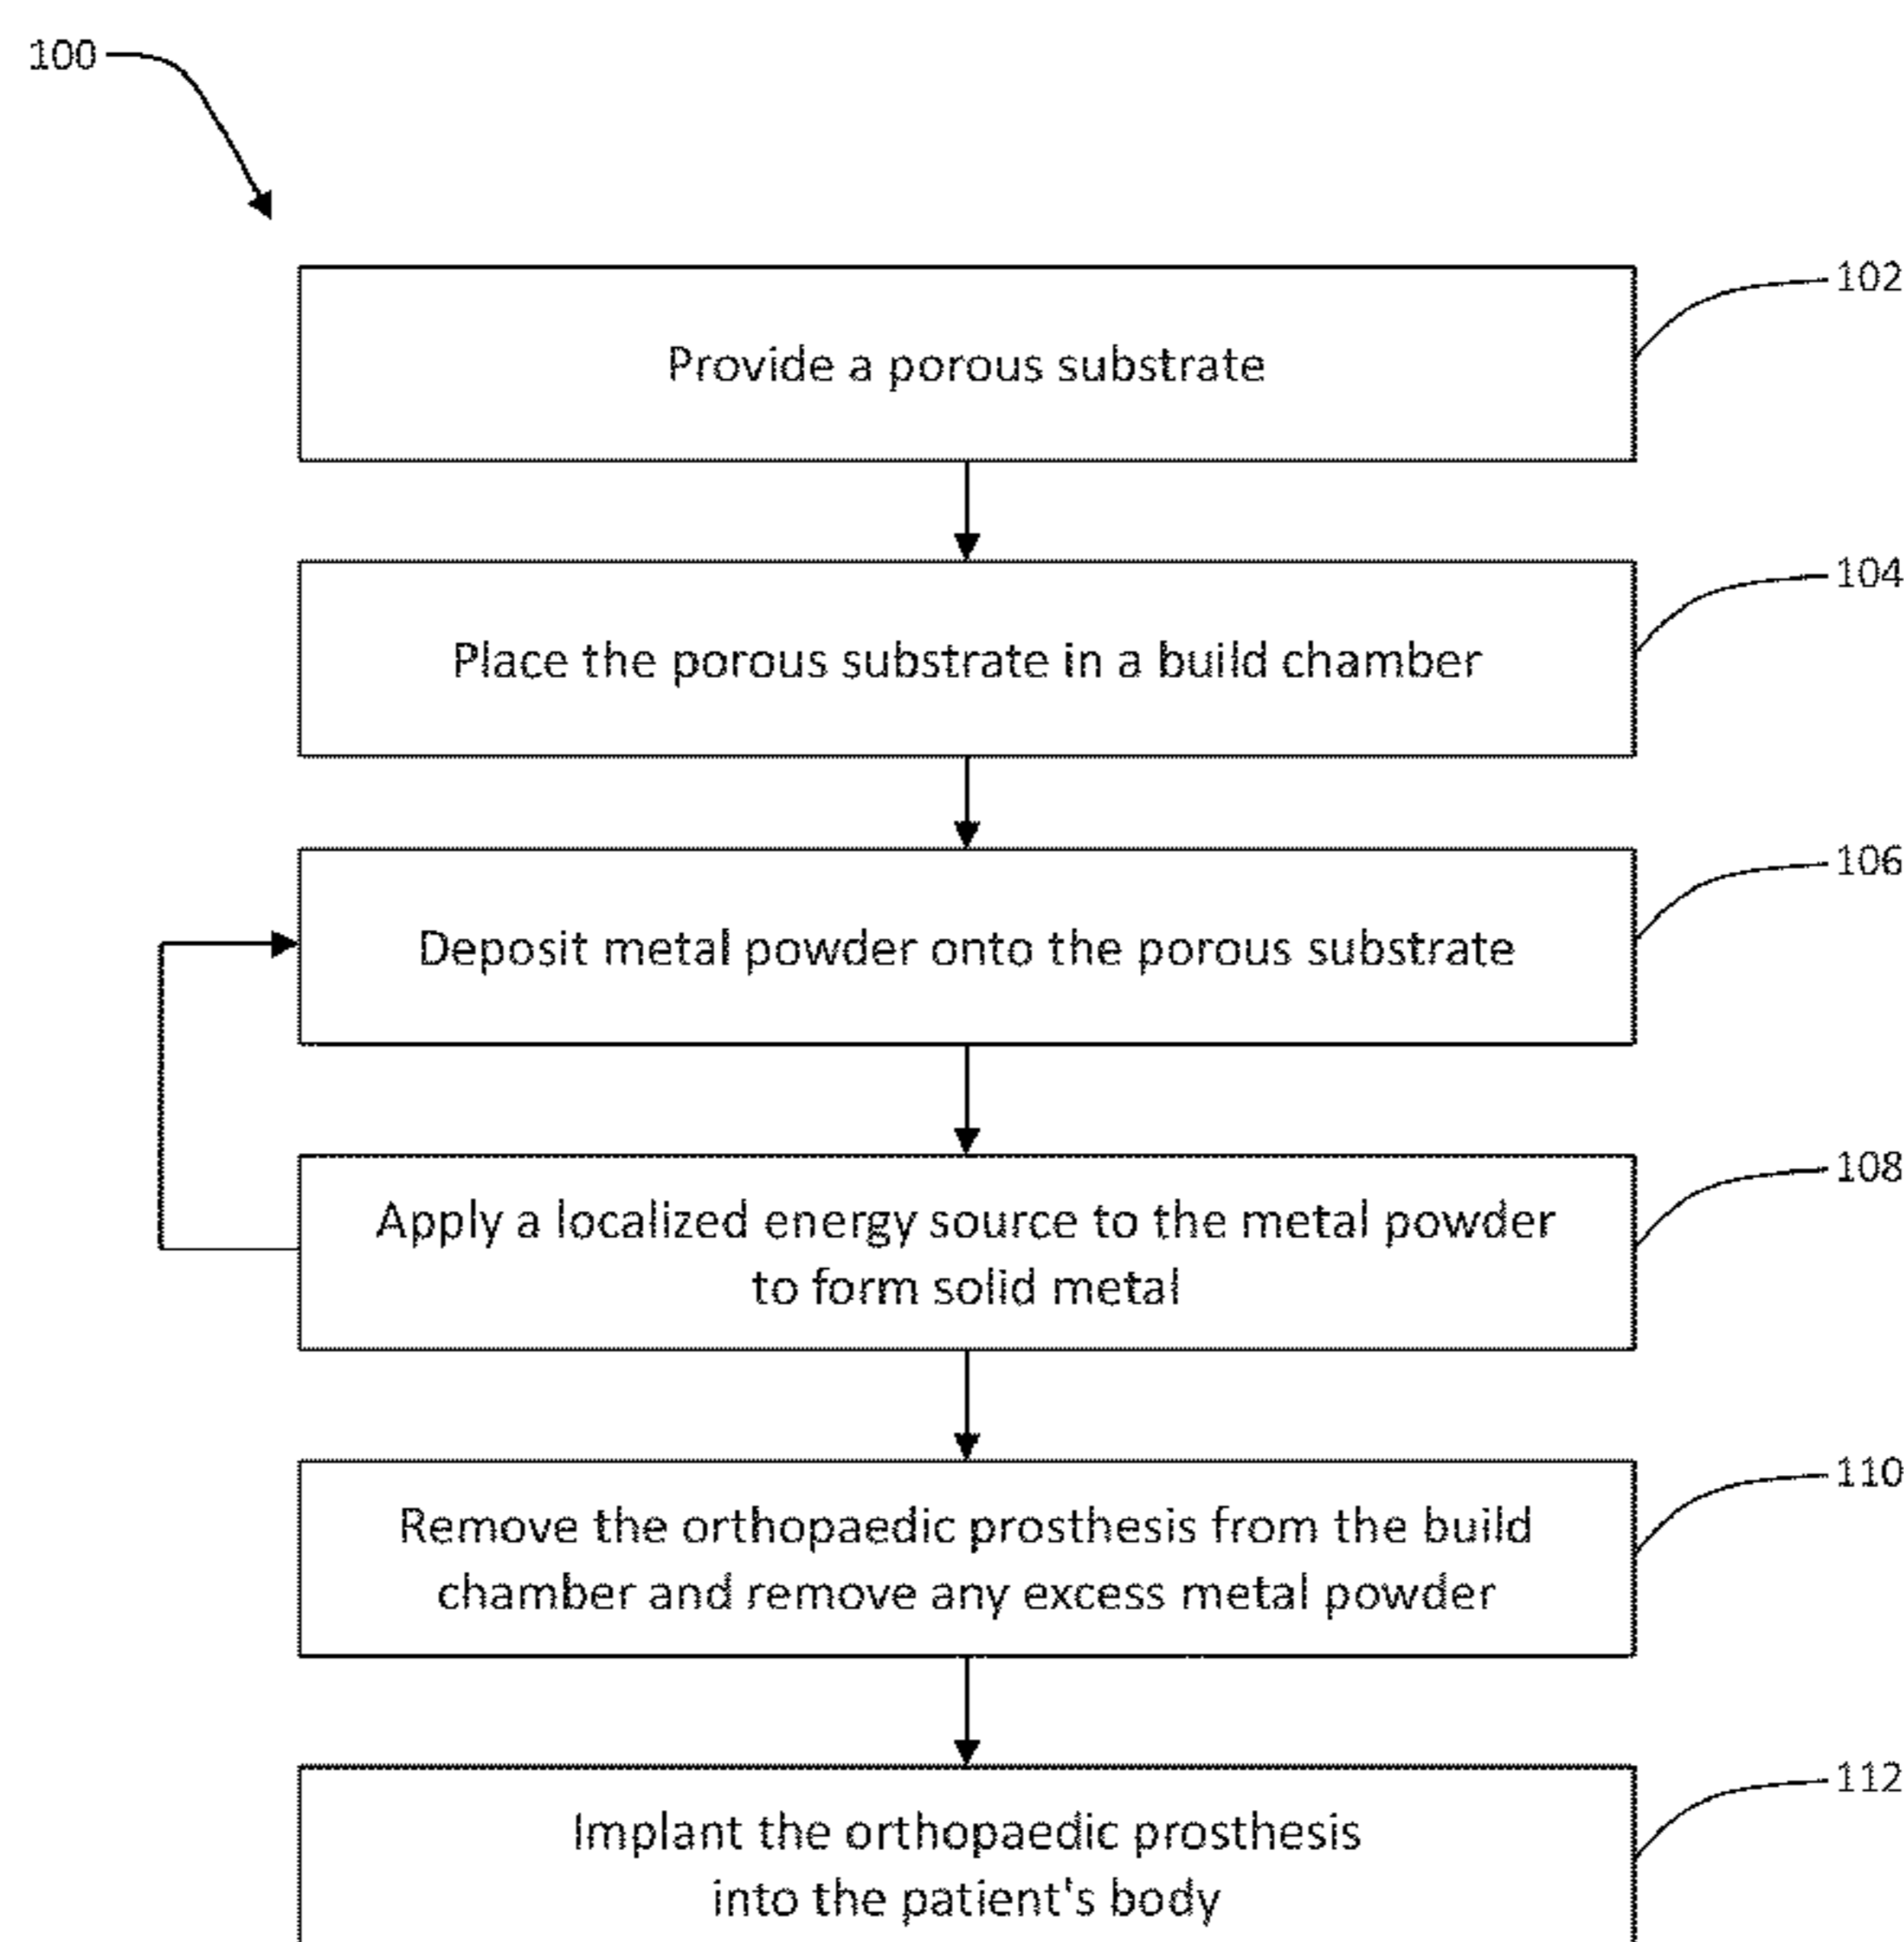 100
102
Provide a porous substrate
104
Place the porous substrate in a build chamber
106
Deposit metal powder onto the porous substrate
108
Apply a localized energy source to the metal powder
to form solid metal
110
Remove the orthopaedic prosthesis from the build
chamber and remove any excess metal powder
112
Implant the orthopaedic prosthesis
into the patient's body